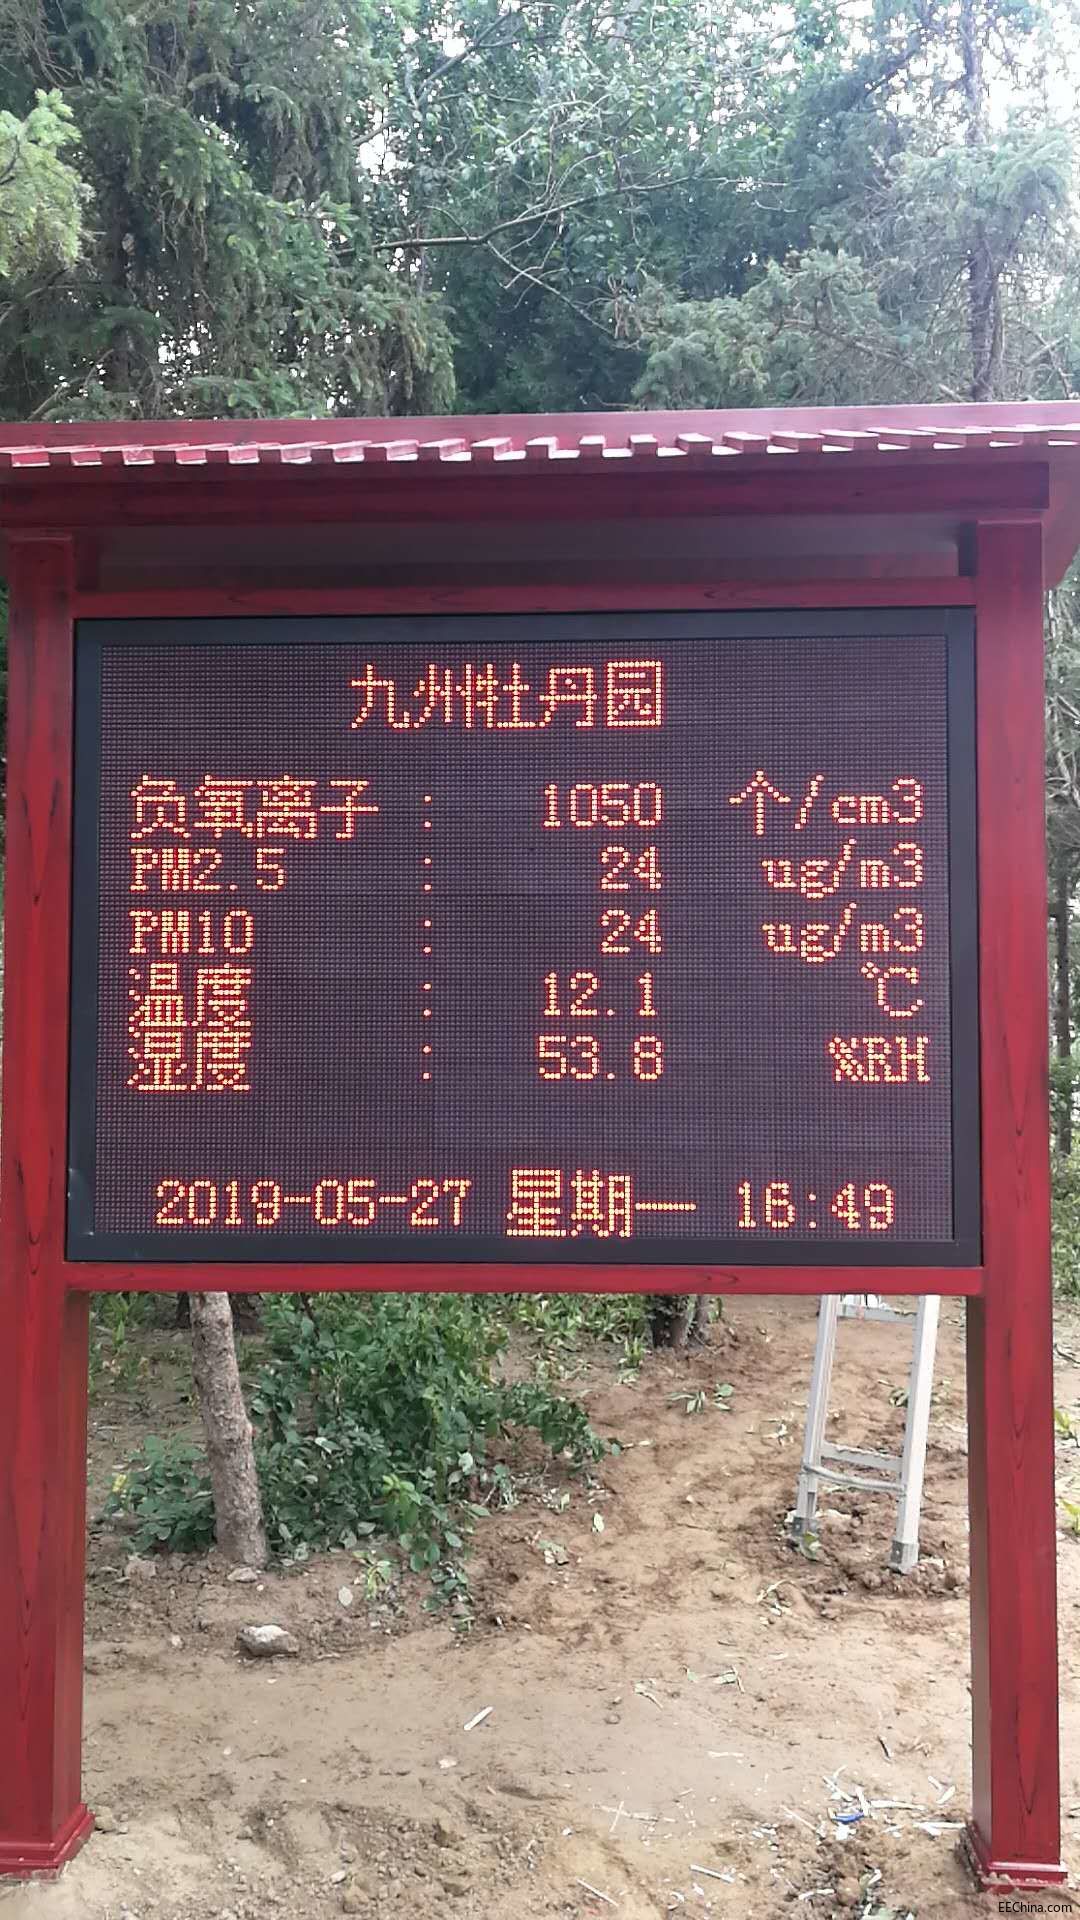 九州牡丹园
负氧离子 : 1050 个/cm3
PM2.5 : 24 ug/m3
PM10 : 24 ug/m3
温度 : 12.1 ℃
湿度 : 53.8 %RH
2019-05-27 星期一 16:49
EEChina.com